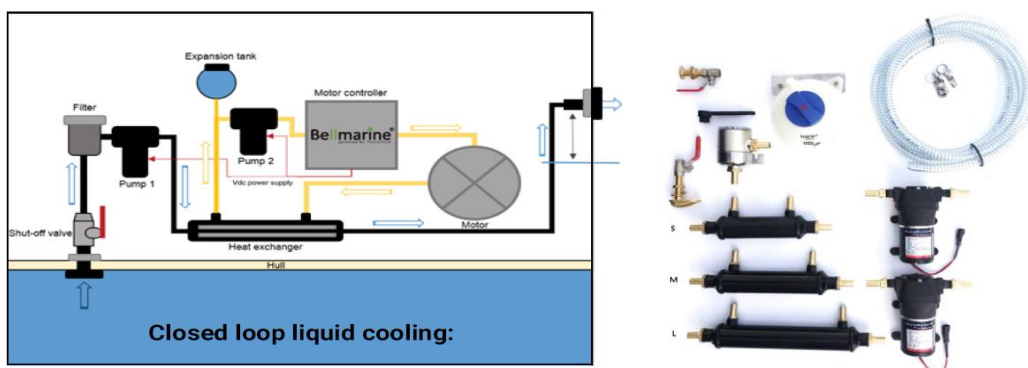 Expansion tank
Motor controller
Filter
Bellmarine
Pump 1
Pump 2
Vdc power supply
Shut-off valve
Heat exchanger
Motor
Hull
Closed loop liquid cooling:
S
M
L